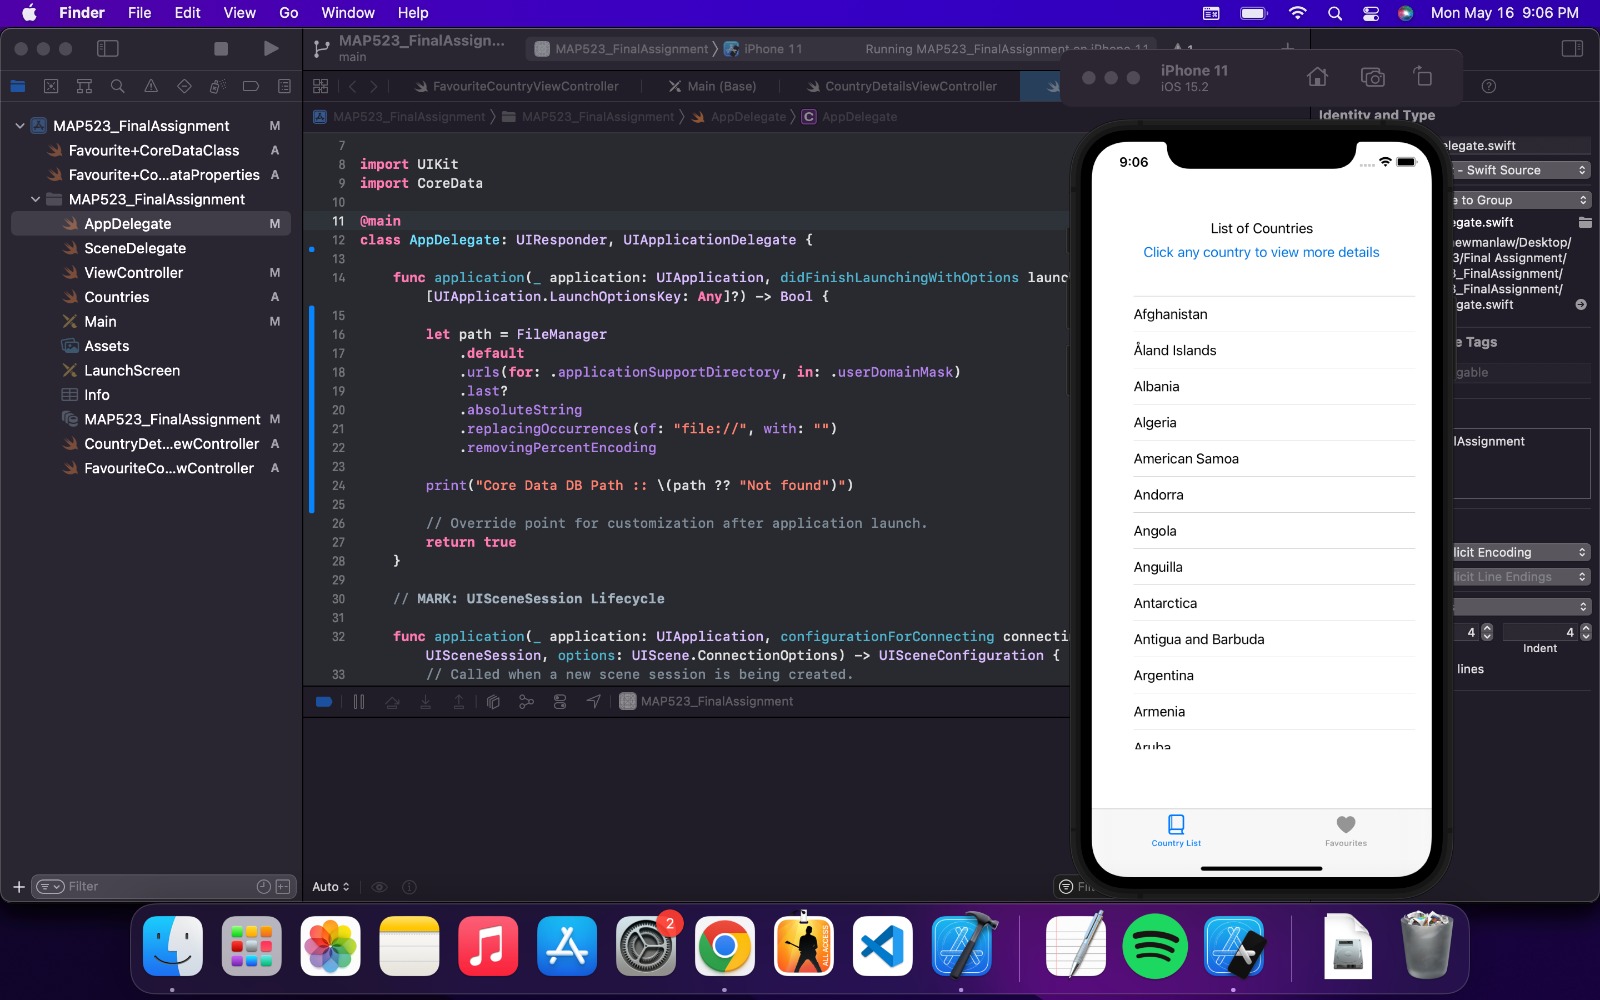 Finder File Edit View Go Window Help
Mon May 16 9:06 PM
MAP523_FinalAssign...
main
MAP523_FinalAssignment iPhone 11
Running MAP523_FinalAssignment on iPhone 11
1
FavouriteCountryViewController
Main (Base)
CountryDetailsViewController
MAP523_FinalAssignment
MAP523_FinalAssignment
AppDelegate
C AppDelegate
MAP523_FinalAssignment M
Favourite+CoreDataClass A
Favourite+Co...ataProperties A
MAP523_FinalAssignment
AppDelegate M
SceneDelegate
ViewController M
Countries A
Main M
Assets
LaunchScreen
Info
MAP523_FinalAssignment M
CountryDet...ewController A
FavouriteCo...wController A
Filter
7
8 import UIKit
9 import CoreData
10
11 @main
12 class AppDelegate: UIResponder, UIApplicationDelegate {
13
14 func application(_ application: UIApplication, didFinishLaunchingWithOptions launc
[UIApplication.LaunchOptionsKey: Any]?) -> Bool {
15
16 let path = FileManager
17 .default
18 .urls(for: .applicationSupportDirectory, in: .userDomainMask)
19 .last?
20 .absoluteString
21 .replacingOccurrences(of: "file://", with: "")
22 .removingPercentEncoding
23
24 print("Core Data DB Path :: \(path ?? "Not found")")
25
26 // Override point for customization after application launch.
27 return true
28 }
29
30 // MARK: UISceneSession Lifecycle
31
32 func application(_ application: UIApplication, configurationForConnecting connecti
UISceneSession, options: UIScene.ConnectionOptions) -> UISceneConfiguration {
33 // Called when a new scene session is being created.
MAP523_FinalAssignment
Auto
iPhone 11
iOS 15.2
9:06
List of Countries
Click any country to view more details
Afghanistan
Åland Islands
Albania
Algeria
American Samoa
Andorra
Angola
Anguilla
Antarctica
Antigua and Barbuda
Argentina
Armenia
Aruba
Country List
Favourites
Identity and Type
elegate.swift
- Swift Source
e to Group
egate.swift
ewmanlaw/Desktop/
3/Final Assignment/
3_FinalAssignment/
3_FinalAssignment/
gate.swift
e Tags
gable
lAssignment
licit Encoding
licit Line Endings
4 4
Indent
lines
2
ALL ACCESS